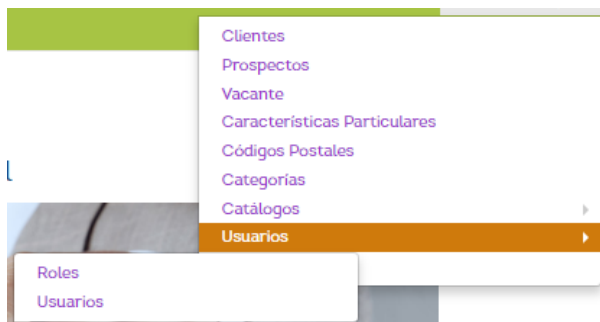 Clientes
Prospectos
Vacante
Características Particulares
Códigos Postales
Categorías
Catálogos
Usuarios
Roles
Usuarios